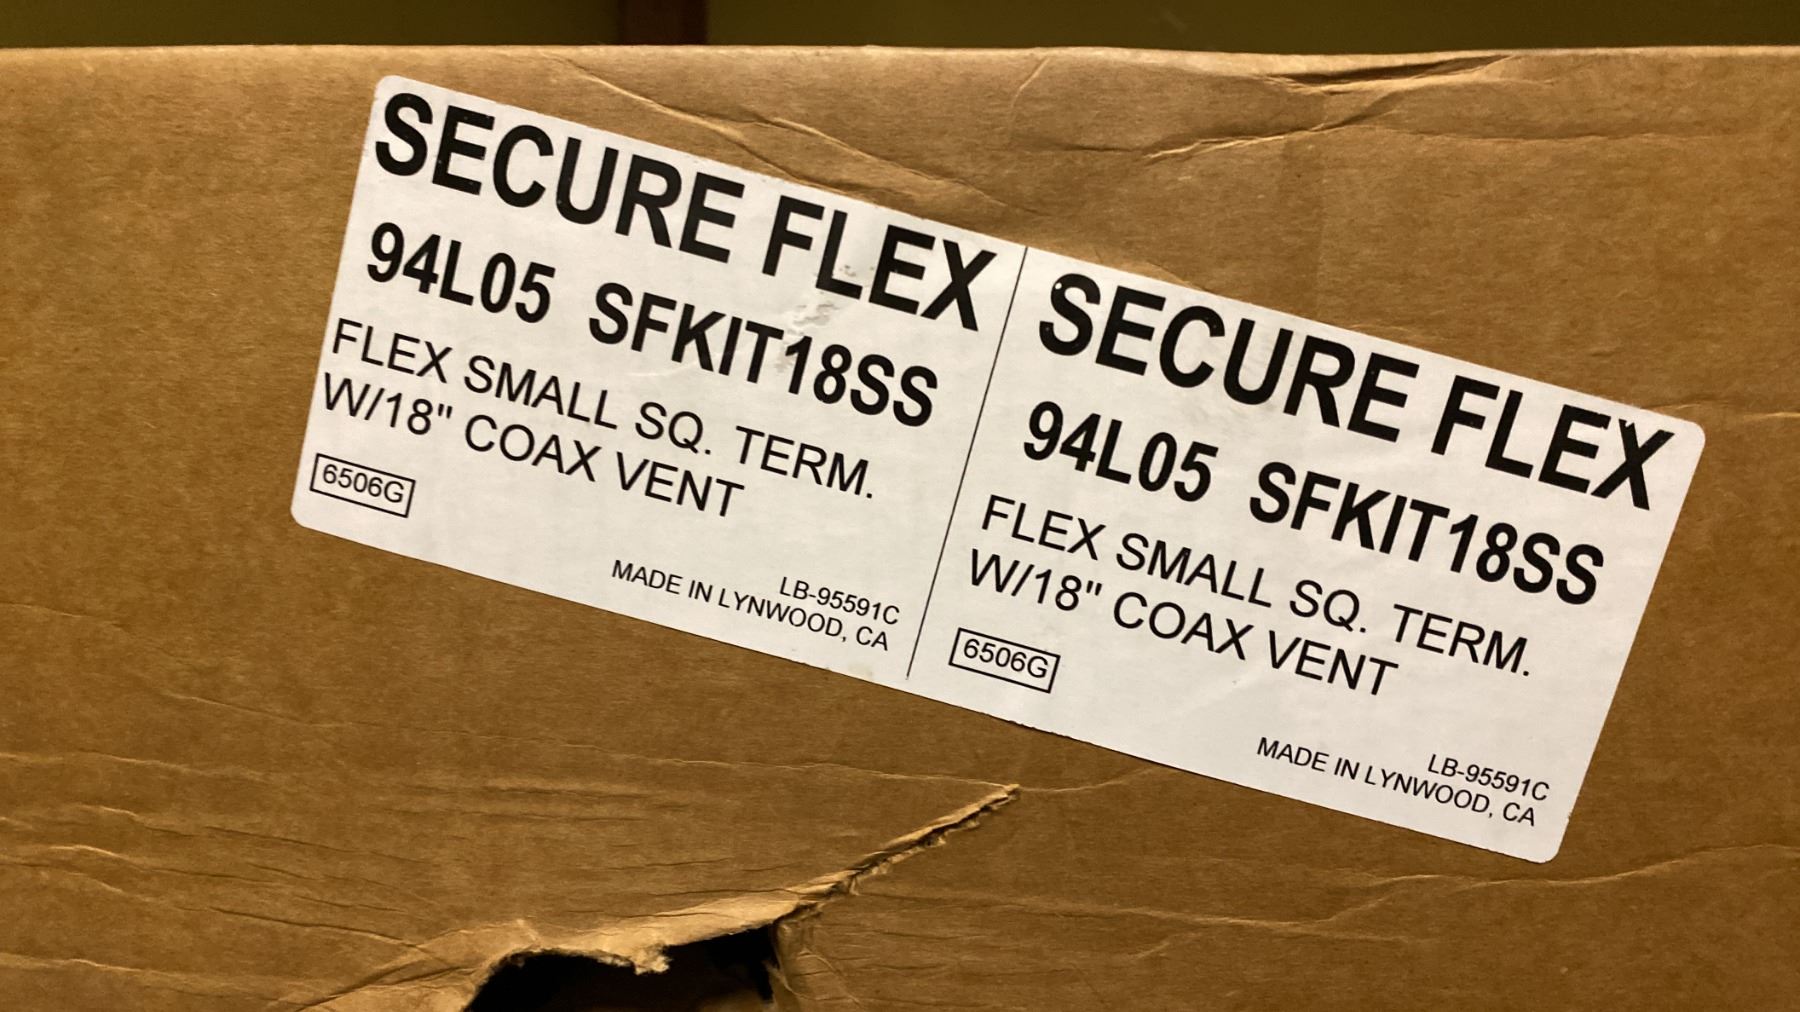 SECURE FLEX
94L05 SFKIT18SS
FLEX SMALL SQ. TERM.
W/18" COAX VENT
6506G
LB-95591C
MADE IN LYNWOOD, CA
SECURE FLEX
94L05 SFKIT18SS
FLEX SMALL SQ. TERM.
W/18" COAX VENT
6506G
LB-95591C
MADE IN LYNWOOD, CA